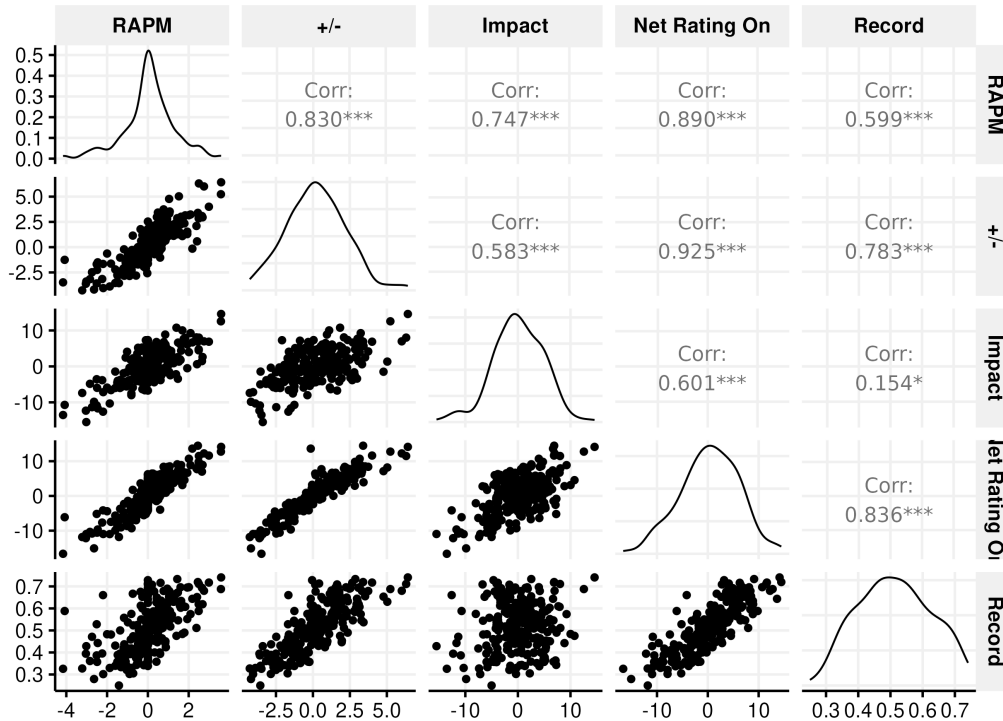 RAPM +/- Impact Net Rating On Record
0.5
0.4
0.3
0.2
0.1
0.0
Corr:
0.830***
Corr:
0.747***
Corr:
0.890***
Corr:
0.599***
RAPM
5.0
2.5
0.0
-2.5
Corr:
0.583***
Corr:
0.925***
Corr:
0.783***
+/-
10
0
-10
Corr:
0.601***
Corr:
0.154*
Impact
10
0
-10
Corr:
0.836***
let Rating O
0.7
0.6
0.5
0.4
0.3
Record
-4 -2 0 2
-2.5 0.0 2.5 5.0
-10 0 10
-10 0 10
0.3 0.4 0.5 0.6 0.7